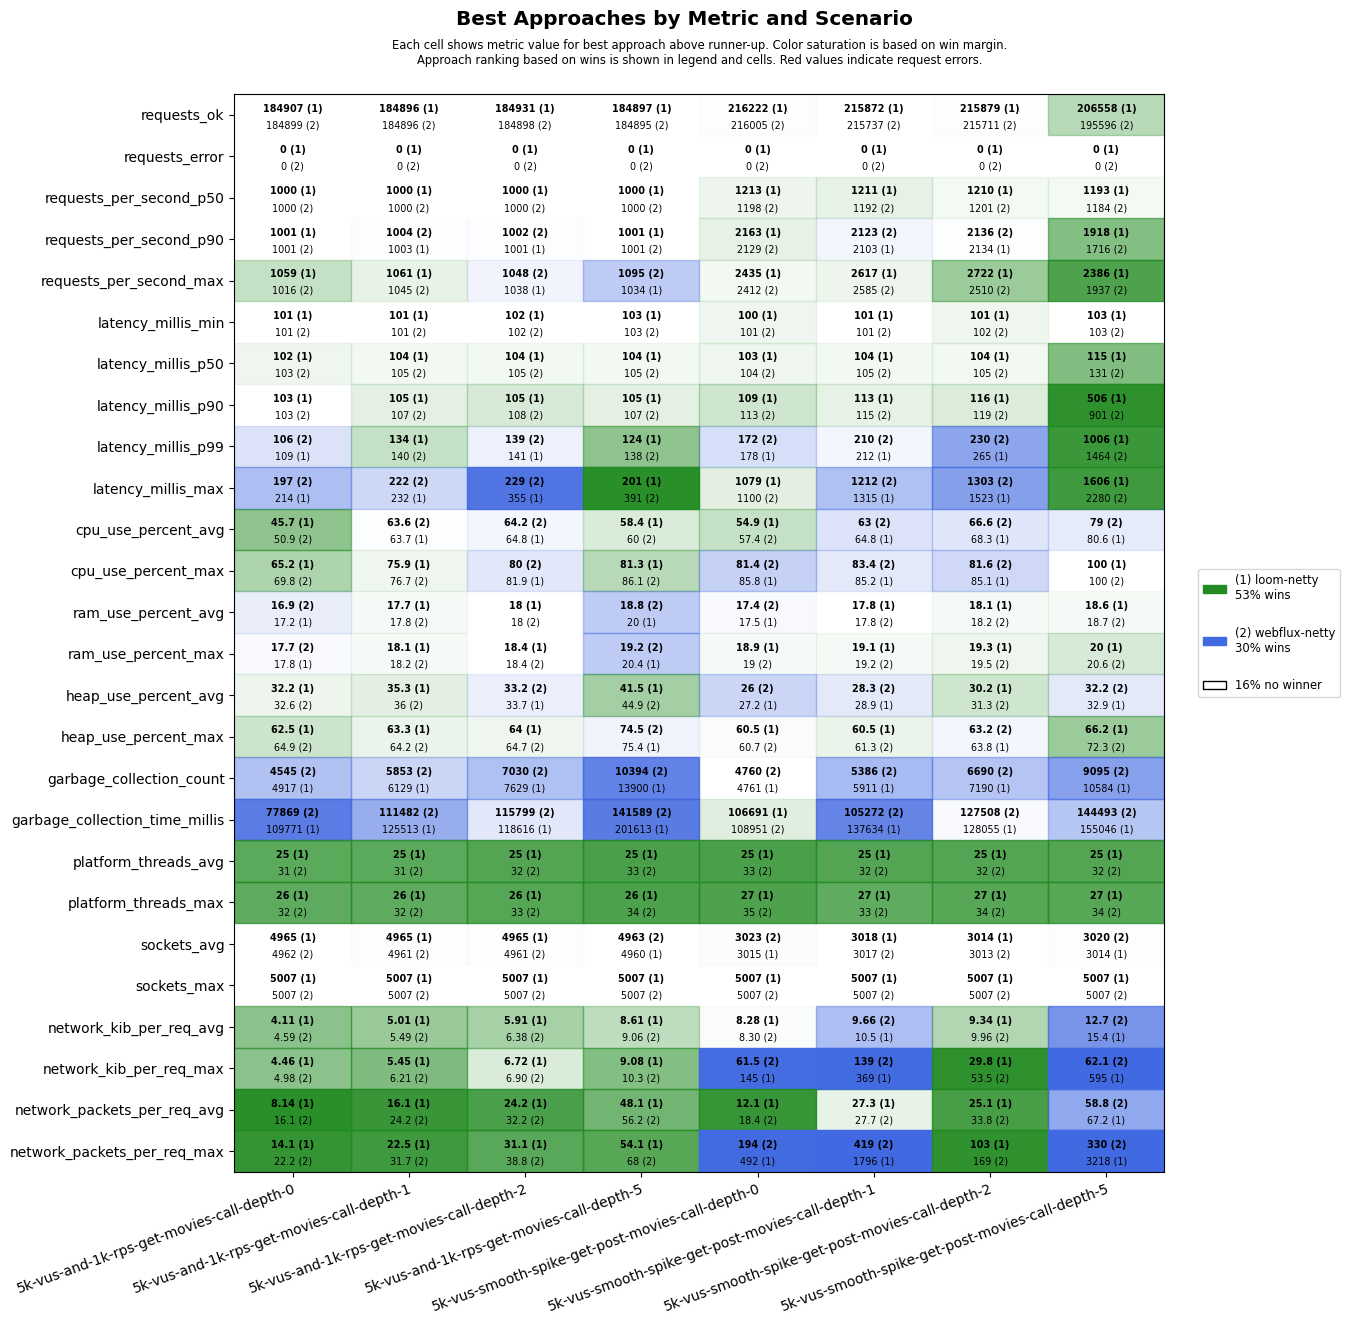 Best Approaches by Metric and Scenario
Each cell shows metric value for best approach above runner-up. Color saturation is based on win margin.
Approach ranking based on wins is shown in legend and cells. Red values indicate request errors.
requests_ok 184907 (1) 184896 (1) 184931 (1) 184897 (1) 216222 (1) 215872 (1) 215879 (1) 206558 (1)
184899 (2) 184896 (2) 184898 (2) 184895 (2) 216005 (2) 215737 (2) 215711 (2) 195596 (2)
requests_error 0 (1) 0 (1) 0 (1) 0 (1) 0 (1) 0 (1) 0 (1) 0 (1)
0 (2) 0 (2) 0 (2) 0 (2) 0 (2) 0 (2) 0 (2) 0 (2)
requests_per_second_p50 1000 (1) 1000 (1) 1000 (1) 1000 (1) 1213 (1) 1211 (1) 1210 (1) 1193 (1)
1000 (2) 1000 (2) 1000 (2) 1000 (2) 1198 (2) 1192 (2) 1201 (2) 1184 (2)
requests_per_second_p90 1001 (1) 1004 (2) 1002 (2) 1001 (1) 2163 (1) 2123 (2) 2136 (2) 1918 (1)
1001 (2) 1003 (1) 1001 (1) 1001 (2) 2129 (2) 2103 (1) 2134 (1) 1716 (2)
requests_per_second_max 1059 (1) 1061 (1) 1048 (2) 1095 (2) 2435 (1) 2617 (1) 2722 (1) 2386 (1)
1016 (2) 1045 (2) 1038 (1) 1034 (1) 2412 (2) 2585 (2) 2510 (2) 1937 (2)
latency_millis_min 101 (1) 101 (1) 102 (1) 103 (1) 100 (1) 101 (1) 101 (1) 103 (1)
101 (2) 101 (2) 102 (2) 103 (2) 101 (2) 101 (2) 102 (2) 103 (2)
latency_millis_p50 102 (1) 104 (1) 104 (1) 104 (1) 103 (1) 104 (1) 104 (1) 115 (1)
103 (2) 105 (2) 105 (2) 105 (2) 104 (2) 105 (2) 105 (2) 131 (2)
latency_millis_p90 103 (1) 105 (1) 105 (1) 105 (1) 109 (1) 113 (1) 116 (1) 506 (1)
103 (2) 107 (2) 108 (2) 107 (2) 113 (2) 115 (2) 119 (2) 901 (2)
latency_millis_p99 106 (2) 134 (1) 139 (2) 124 (1) 172 (2) 210 (2) 230 (2) 1006 (1)
109 (1) 140 (2) 141 (1) 138 (2) 178 (1) 212 (1) 265 (1) 1464 (2)
latency_millis_max 197 (2) 222 (2) 229 (2) 201 (1) 1079 (1) 1212 (2) 1303 (2) 1606 (1)
214 (1) 232 (1) 355 (1) 391 (2) 1100 (2) 1315 (1) 1523 (1) 2280 (2)
cpu_use_percent_avg 45.7 (1) 63.6 (2) 64.2 (2) 58.4 (1) 54.9 (1) 63 (2) 66.6 (2) 79 (2)
50.9 (2) 63.7 (1) 64.8 (1) 60 (2) 57.4 (2) 64.8 (1) 68.3 (1) 80.6 (1)
cpu_use_percent_max 65.2 (1) 75.9 (1) 80 (2) 81.3 (1) 81.4 (2) 83.4 (2) 81.6 (2) 100 (1)
69.8 (2) 76.7 (2) 81.9 (1) 86.1 (2) 85.8 (1) 85.2 (1) 85.1 (1) 100 (2)
ram_use_percent_avg 16.9 (2) 17.7 (1) 18 (1) 18.8 (2) 17.4 (2) 17.8 (1) 18.1 (1) 18.6 (1)
17.2 (1) 17.8 (2) 18 (2) 20 (1) 17.5 (1) 17.8 (2) 18.2 (2) 18.7 (2)
ram_use_percent_max 17.7 (2) 18.1 (1) 18.4 (1) 19.2 (2) 18.9 (1) 19.1 (1) 19.3 (1) 20 (1)
17.8 (1) 18.2 (2) 18.4 (2) 20.4 (1) 19 (2) 19.2 (2) 19.5 (2) 20.6 (2)
heap_use_percent_avg 32.2 (1) 35.3 (1) 33.2 (1) 41.5 (1) 26 (2) 28.3 (2) 30.2 (1) 32.2 (2)
32.6 (2) 36 (2) 33.7 (1) 44.9 (2) 27.2 (1) 28.9 (1) 31.3 (2) 32.9 (1)
heap_use_percent_max 62.5 (1) 63.3 (1) 64 (1) 74.5 (2) 60.5 (1) 60.5 (1) 63.2 (2) 66.2 (1)
64.9 (2) 64.2 (2) 64.7 (2) 75.4 (1) 60.7 (2) 61.3 (2) 63.8 (1) 72.3 (2)
garbage_collection_count 4545 (2) 5853 (2) 7030 (2) 10394 (2) 4760 (2) 5386 (2) 6690 (2) 9095 (2)
4917 (1) 6129 (1) 7629 (1) 13900 (1) 4761 (1) 5911 (1) 7190 (1) 10584 (1)
garbage_collection_time_millis 77869 (2) 111482 (2) 115799 (2) 141589 (2) 106691 (1) 105272 (2) 127508 (2) 144493 (2)
109771 (1) 125513 (1) 118616 (1) 201613 (1) 108951 (2) 137634 (1) 128055 (1) 155046 (1)
platform_threads_avg 25 (1) 25 (1) 25 (1) 25 (1) 25 (1) 25 (1) 25 (1) 25 (1)
31 (2) 31 (2) 32 (2) 33 (2) 33 (2) 32 (2) 32 (2) 32 (2)
platform_threads_max 26 (1) 26 (1) 26 (1) 26 (1) 27 (1) 27 (1) 27 (1) 27 (1)
32 (2) 32 (2) 33 (2) 34 (2) 35 (2) 33 (2) 34 (2) 34 (2)
sockets_avg 4965 (1) 4965 (1) 4965 (1) 4963 (2) 3023 (2) 3018 (1) 3014 (1) 3020 (2)
4962 (2) 4961 (2) 4961 (2) 4960 (1) 3015 (1) 3017 (2) 3013 (2) 3014 (1)
sockets_max 5007 (1) 5007 (1) 5007 (1) 5007 (1) 5007 (1) 5007 (1) 5007 (1) 5007 (1)
5007 (2) 5007 (2) 5007 (2) 5007 (2) 5007 (2) 5007 (2) 5007 (2) 5007 (2)
network_kib_per_req_avg 4.11 (1) 5.01 (1) 5.91 (1) 8.61 (1) 8.28 (1) 9.66 (2) 9.34 (1) 12.7 (2)
4.59 (2) 5.49 (2) 6.38 (2) 9.06 (2) 8.30 (2) 10.5 (1) 9.96 (2) 15.4 (1)
network_kib_per_req_max 4.46 (1) 5.45 (1) 6.72 (1) 9.08 (1) 61.5 (2) 139 (2) 29.8 (1) 62.1 (2)
4.98 (2) 6.21 (2) 6.90 (2) 10.3 (2) 145 (1) 369 (1) 53.5 (2) 595 (1)
network_packets_per_req_avg 8.14 (1) 16.1 (1) 24.2 (1) 48.1 (1) 12.1 (1) 27.3 (1) 25.1 (1) 58.8 (2)
16.1 (2) 24.2 (2) 32.2 (2) 56.2 (2) 18.4 (2) 27.7 (2) 33.8 (2) 67.2 (1)
network_packets_per_req_max 14.1 (1) 22.5 (1) 31.1 (1) 54.1 (1) 194 (2) 419 (2) 103 (1) 330 (2)
22.2 (2) 31.7 (2) 38.8 (2) 68 (2) 492 (1) 1796 (1) 169 (2) 3218 (1)
5k-vus-and-1k-rps-get-movies-call-depth-0
5k-vus-and-1k-rps-get-movies-call-depth-1
5k-vus-and-1k-rps-get-movies-call-depth-2
5k-vus-and-1k-rps-get-movies-call-depth-5
5k-vus-smooth-spike-get-post-movies-call-depth-0
5k-vus-smooth-spike-get-post-movies-call-depth-1
5k-vus-smooth-spike-get-post-movies-call-depth-2
5k-vus-smooth-spike-get-post-movies-call-depth-5
(1) loom-netty
53% wins
(2) webflux-netty
30% wins
16% no winner